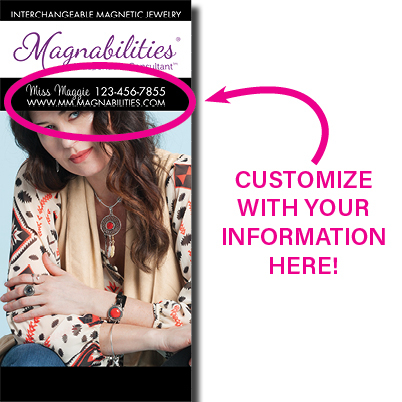 INTERCHANGEABLE MAGNETIC JEWELRY
Magnabilities®
Consultant™
Miss Maggie 123-456-7855
WWW.MM.MAGNABILITIES.COM
CUSTOMIZE
WITH YOUR
INFORMATION
HERE!